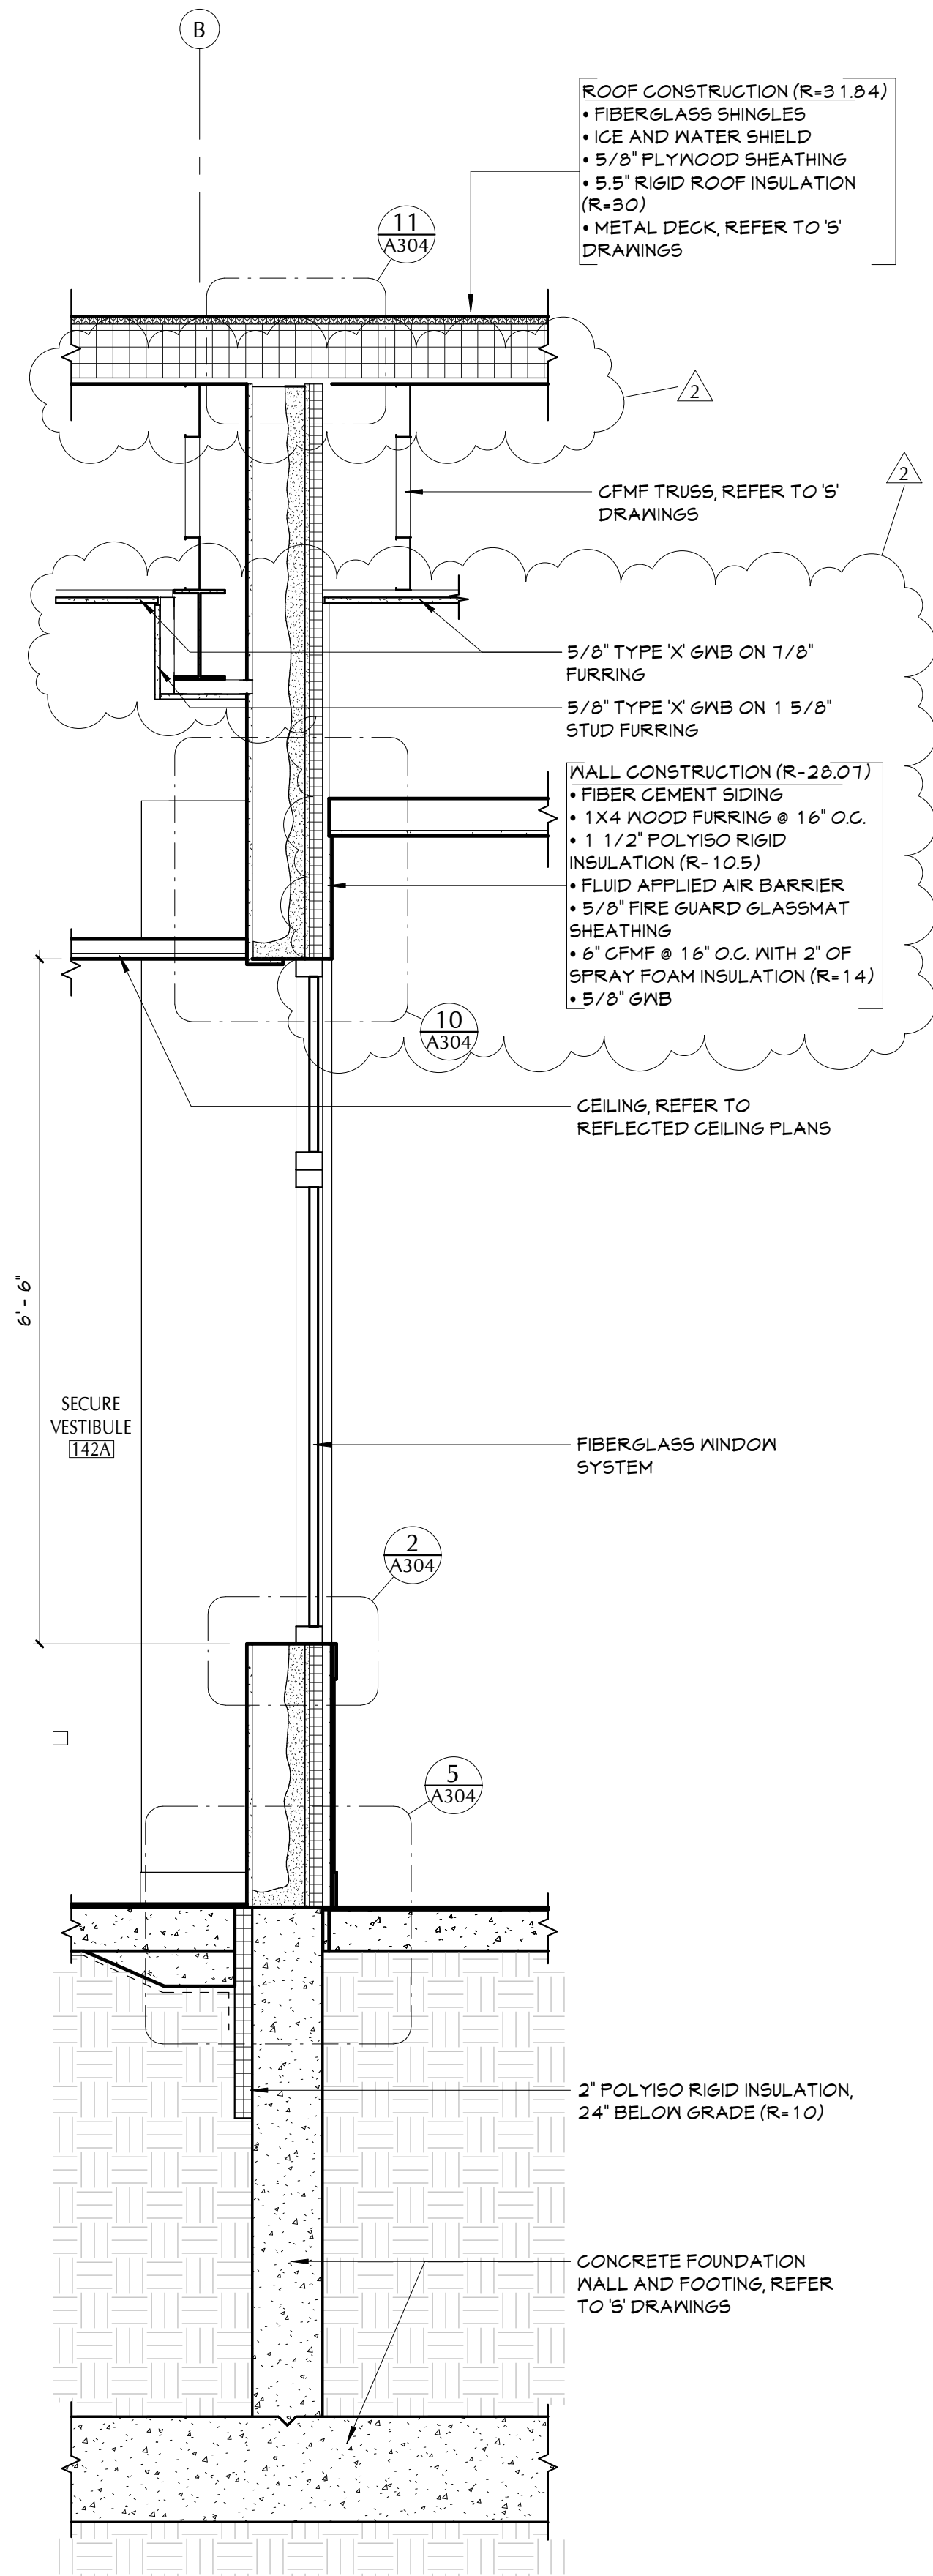 B
ROOF CONSTRUCTION (R=31.84)
• FIBERGLASS SHINGLES
• ICE AND WATER SHIELD
• 5/8" PLYWOOD SHEATHING
• 5.5" RIGID ROOF INSULATION
(R=30)
• METAL DECK, REFER TO 'S'
DRAWINGS
11
A304
2
2
CFMF TRUSS, REFER TO 'S'
DRAWINGS
5/8" TYPE 'X' GWB ON 7/8"
FURRING
5/8" TYPE 'X' GWB ON 1 5/8"
STUD FURRING
WALL CONSTRUCTION (R-28.07)
• FIBER CEMENT SIDING
• 1X4 WOOD FURRING @ 16" O.C.
• 1 1/2" POLYISO RIGID
INSULATION (R-10.5)
• FLUID APPLIED AIR BARRIER
• 5/8" FIRE GUARD GLASSMAT
SHEATHING
• 6" CFMF @ 16" O.C. WITH 2" OF
SPRAY FOAM INSULATION (R=14)
• 5/8" GWB
10
A304
CEILING, REFER TO
REFLECTED CEILING PLANS
6' - 6"
SECURE
VESTIBULE
142A
FIBERGLASS WINDOW
SYSTEM
2
A304
5
A304
2" POLYISO RIGID INSULATION,
24" BELOW GRADE (R=10)
CONCRETE FOUNDATION
WALL AND FOOTING, REFER
TO 'S' DRAWINGS